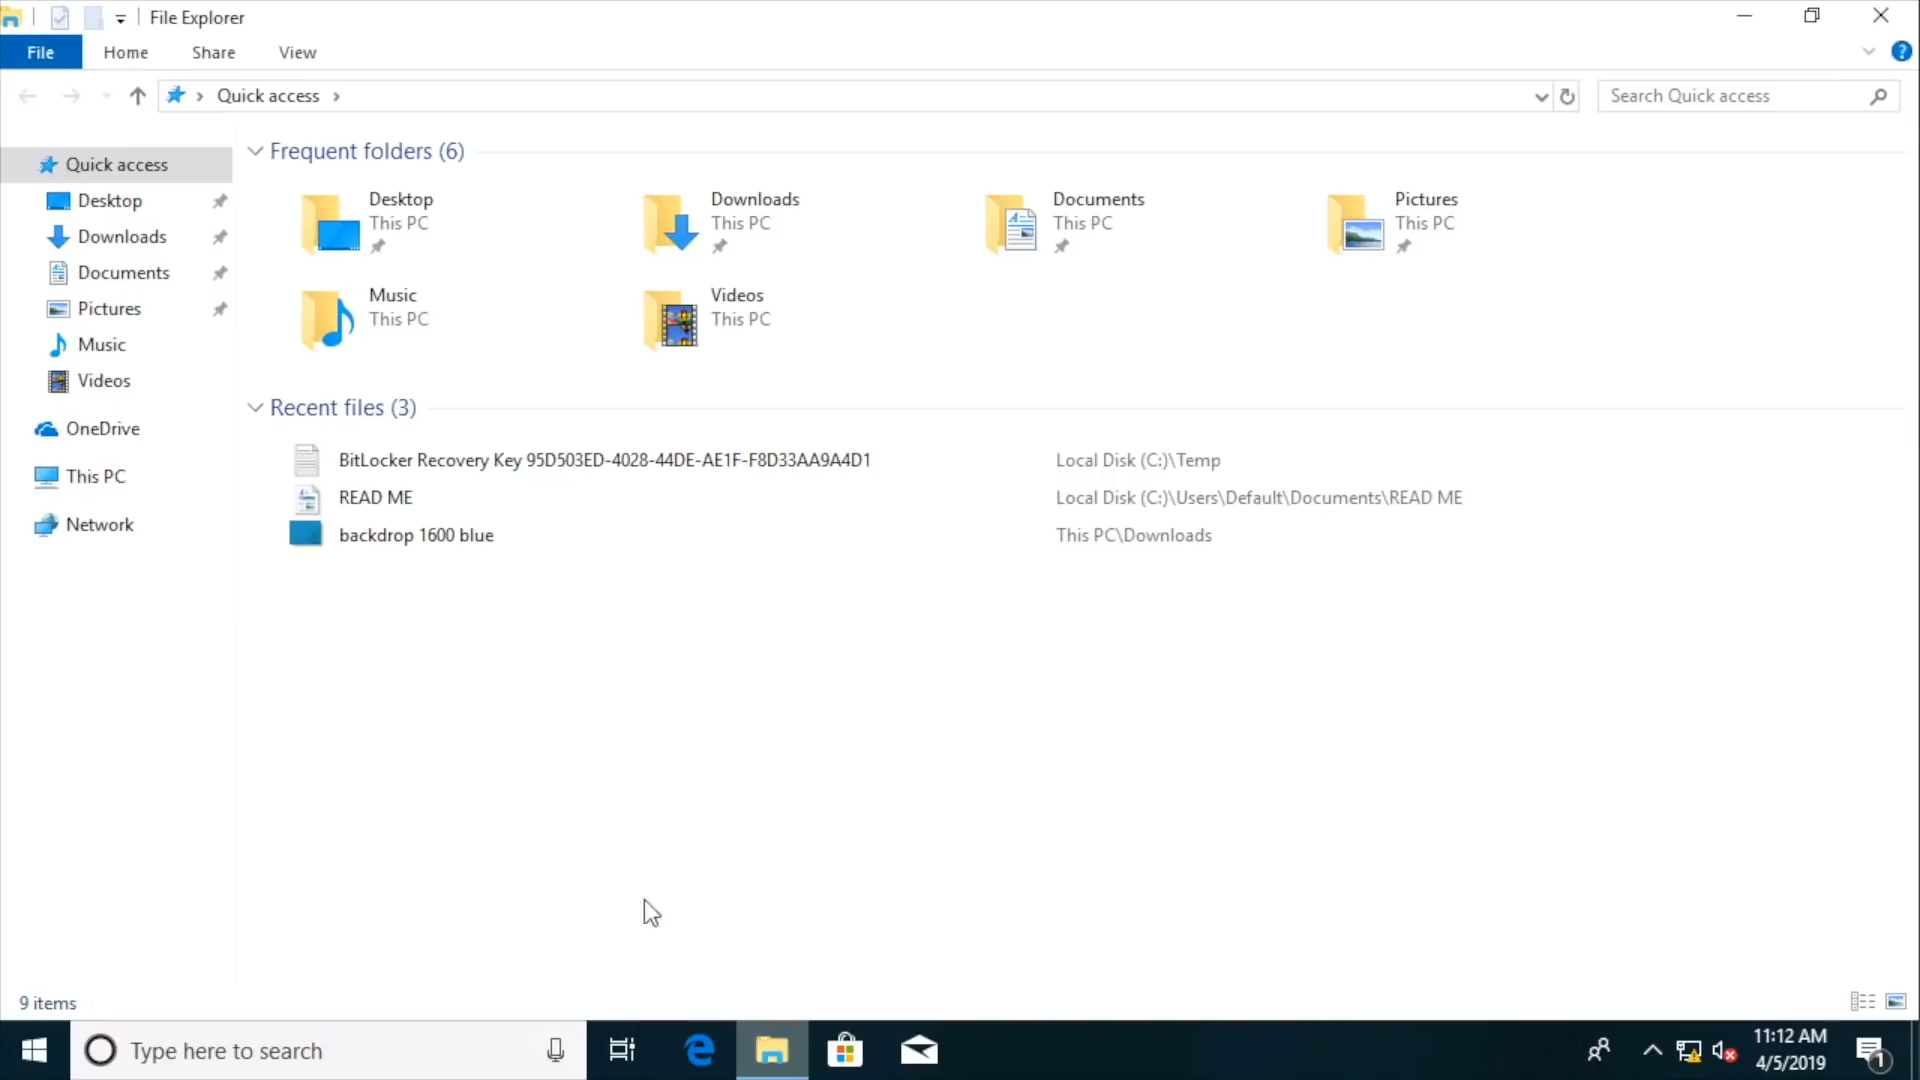 File Explorer
File Home Share View
Quick access
Search Quick access
Quick access
Desktop
Downloads
Documents
Pictures
Music
Videos
OneDrive
This PC
Network
Frequent folders (6)
Desktop
This PC
Downloads
This PC
Documents
This PC
Pictures
This PC
Music
This PC
Videos
This PC
Recent files (3)
BitLocker Recovery Key 95D503ED-4028-44DE-AE1F-F8D33AA9A4D1 Local Disk (C:)\Temp
READ ME Local Disk (C:)\Users\Default\Documents\READ ME
backdrop 1600 blue This PC\Downloads
9 items
Type here to search
11:12 AM
4/5/2019
1